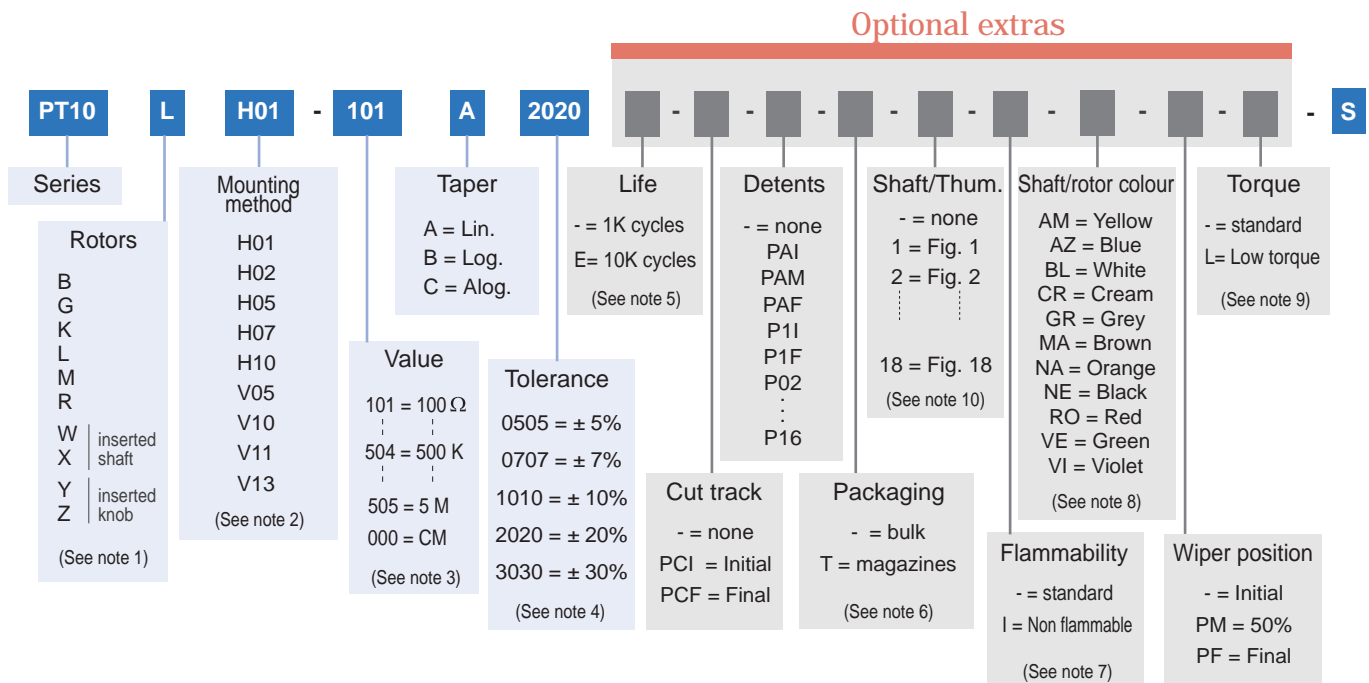 Optional extras
PT10 L H01 - 101 A 2020 - - - - - - - - - S
Series
Rotors
B
G
K
L
M
R
W
X
inserted
shaft
Y
Z
inserted
knob
(See note 1)
Mounting
method
H01
H02
H05
H07
H10
V05
V10
V11
V13
(See note 2)
Value
101 = 100 Ω
504 = 500 K
505 = 5 M
000 = CM
(See note 3)
Taper
A = Lin.
B = Log.
C = Alog.
Tolerance
0505 = ± 5%
0707 = ± 7%
1010 = ± 10%
2020 = ± 20%
3030 = ± 30%
(See note 4)
Life
- = 1K cycles
E= 10K cycles
(See note 5)
Cut track
- = none
PCI = Initial
PCF = Final
Detents
- = none
PAI
PAM
PAF
P1I
P1F
P02
:
:
P16
Packaging
- = bulk
T = magazines
(See note 6)
Shaft/Thum.
- = none
1 = Fig. 1
2 = Fig. 2
18 = Fig. 18
(See note 10)
Flammability
- = standard
I = Non flammable
(See note 7)
Shaft/rotor colour
AM = Yellow
AZ = Blue
BL = White
CR = Cream
GR = Grey
MA = Brown
NA = Orange
NE = Black
RO = Red
VE = Green
VI = Violet
(See note 8)
Wiper position
- = Initial
PM = 50%
PF = Final
Torque
- = standard
L= Low torque
(See note 9)